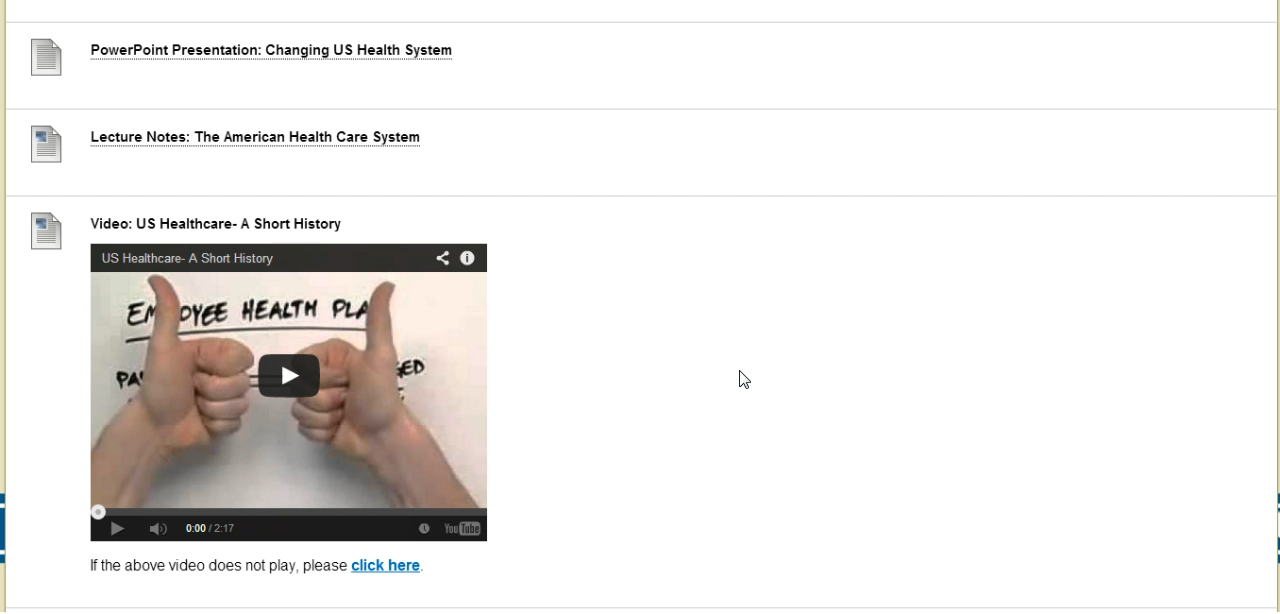 PowerPoint Presentation: Changing US Health System
Lecture Notes: The American Health Care System
Video: US Healthcare- A Short History
US Healthcare- A Short History
HEALTH
0:00 / 2:17
YouTube
If the above video does not play, please click here.